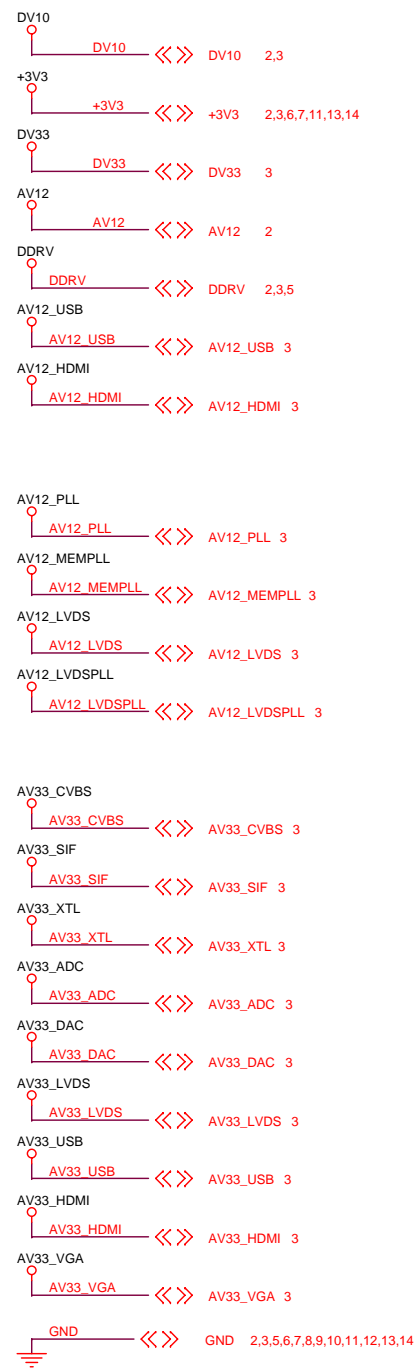 DV10
DV10 DV10 2,3
+3V3
+3V3 +3V3 2,3,6,7,11,13,14
DV33
DV33 DV33 3
AV12
AV12 AV12 2
DDRV
DDRV DDRV 2,3,5
AV12_USB
AV12_USB AV12_USB 3
AV12_HDMI
AV12_HDMI AV12_HDMI 3
AV12_PLL
AV12_PLL AV12_PLL 3
AV12_MEMPLL
AV12_MEMPLL AV12_MEMPLL 3
AV12_LVDS
AV12_LVDS AV12_LVDS 3
AV12_LVDSPLL
AV12_LVDSPLL AV12_LVDSPLL 3
AV33_CVBS
AV33_CVBS AV33_CVBS 3
AV33_SIF
AV33_SIF AV33_SIF 3
AV33_XTL
AV33_XTL AV33_XTL 3
AV33_ADC
AV33_ADC AV33_ADC 3
AV33_DAC
AV33_DAC AV33_DAC 3
AV33_LVDS
AV33_LVDS AV33_LVDS 3
AV33_USB
AV33_USB AV33_USB 3
AV33_HDMI
AV33_HDMI AV33_HDMI 3
AV33_VGA
AV33_VGA AV33_VGA 3
GND GND 2,3,5,6,7,8,9,10,11,12,13,14